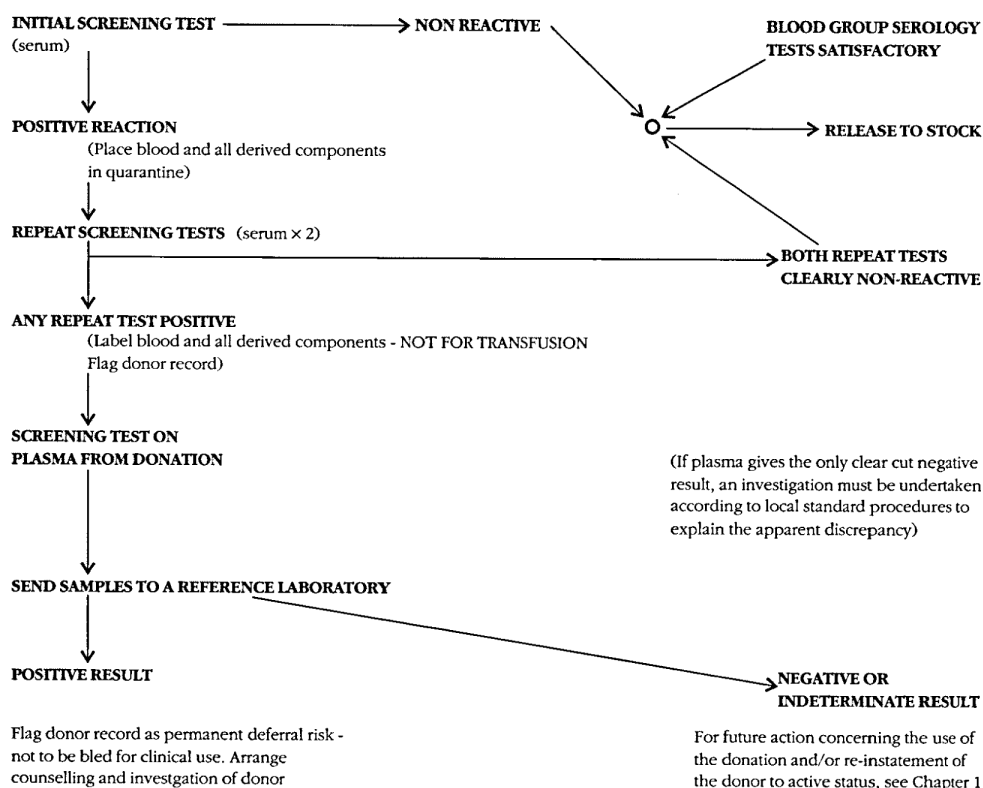 INITIAL SCREENING TEST
(serum)
NON REACTIVE
BLOOD GROUP SEROLOGY
TESTS SATISFACTORY
POSITIVE REACTION
(Place blood and all derived components
in quarantine)
RELEASE TO STOCK
REPEAT SCREENING TESTS (serum × 2)
BOTH REPEAT TESTS
CLEARLY NON-REACTIVE
ANY REPEAT TEST POSITIVE
(Label blood and all derived components - NOT FOR TRANSFUSION
Flag donor record)
SCREENING TEST ON
PLASMA FROM DONATION
(If plasma gives the only clear cut negative
result, an investigation must be undertaken
according to local standard procedures to
explain the apparent discrepancy)
SEND SAMPLES TO A REFERENCE LABORATORY
POSITIVE RESULT
NEGATIVE OR
INDETERMINATE RESULT
Flag donor record as permanent deferral risk -
not to be bled for clinical use. Arrange
counselling and investgation of donor
For future action concerning the use of
the donation and/or re-instatement of
the donor to active status, see Chapter 1